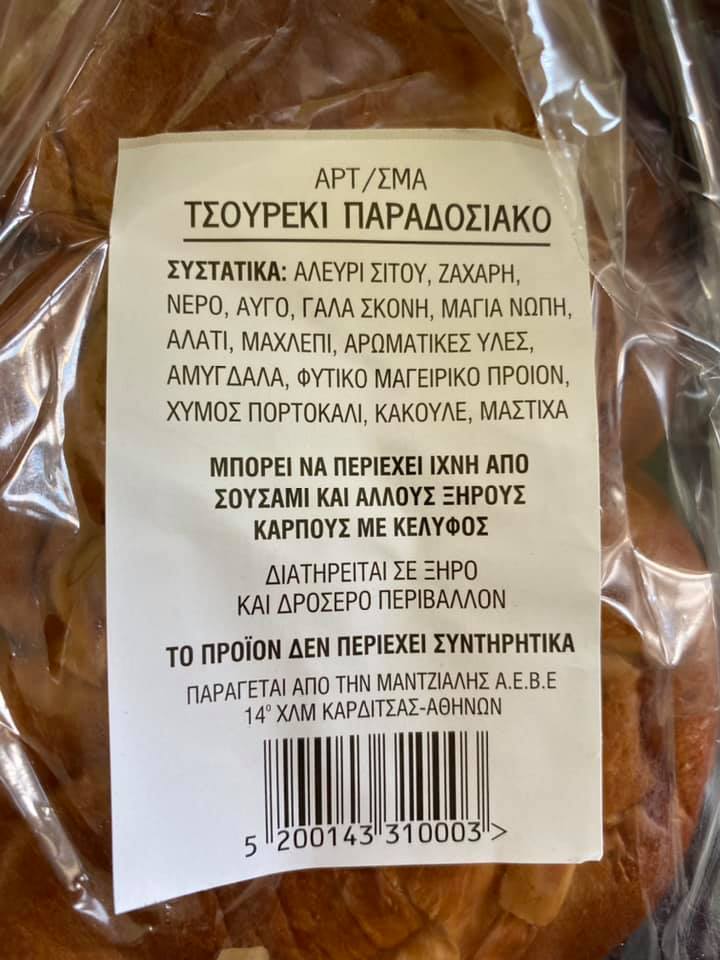 ΑΡΤ/ΣΜΑ
ΤΣΟΥΡΕΚΙ ΠΑΡΑΔΟΣΙΑΚΟ
ΣΥΣΤΑΤΙΚΑ: ΑΛΕΥΡΙ ΣΙΤΟΥ, ΖΑΧΑΡΗ,
ΝΕΡΟ, ΑΥΓΟ, ΓΑΛΑ ΣΚΟΝΗ, ΜΑΓΙΑ ΝΩΠΗ,
ΑΛΑΤΙ, ΜΑΧΛΕΠΙ, ΑΡΩΜΑΤΙΚΕΣ ΥΛΕΣ,
ΑΜΥΓΔΑΛΑ, ΦΥΤΙΚΟ ΜΑΓΕΙΡΙΚΟ ΠΡΟΙΟΝ,
ΧΥΜΟΣ ΠΟΡΤΟΚΑΛΙ, ΚΑΚΟΥΛΕ, ΜΑΣΤΙΧΑ
ΜΠΟΡΕΙ ΝΑ ΠΕΡΙΕΧΕΙ ΙΧΝΗ ΑΠΟ
ΣΟΥΣΑΜΙ ΚΑΙ ΑΛΛΟΥΣ ΞΗΡΟΥΣ
ΚΑΡΠΟΥΣ ΜΕ ΚΕΛΥΦΟΣ
ΔΙΑΤΗΡΕΙΤΑΙ ΣΕ ΞΗΡΟ
ΚΑΙ ΔΡΟΣΕΡΟ ΠΕΡΙΒΑΛΛΟΝ
ΤΟ ΠΡΟΪΟΝ ΔΕΝ ΠΕΡΙΕΧΕΙ ΣΥΝΤΗΡΗΤΙΚΑ
ΠΑΡΑΓΕΤΑΙ ΑΠΟ ΤΗΝ ΜΑΝΤΖΙΑΛΗΣ Α.Ε.Β.Ε
14º ΧΛΜ ΚΑΡΔΙΤΣΑΣ-ΑΘΗΝΩΝ
5 200143 310003 >